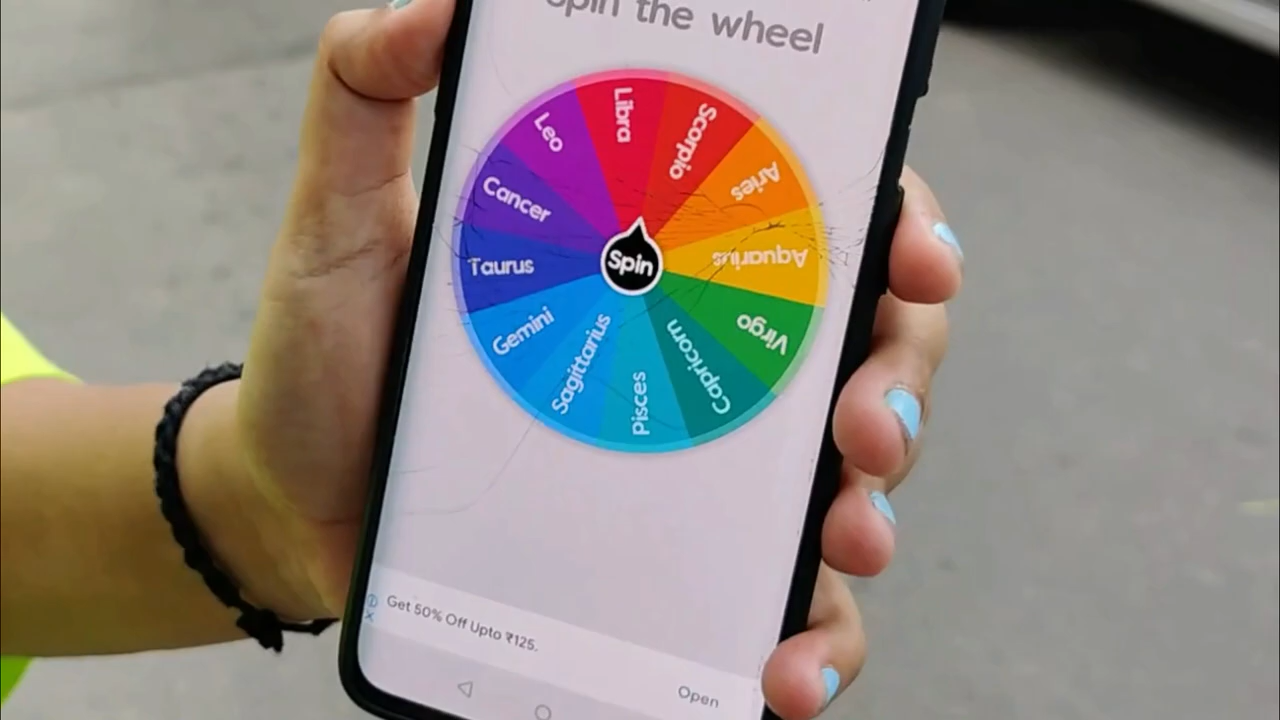 Spin the wheel
Libra
Scorpio
Aries
Aquarius
Virgo
Capricorn
Pisces
Sagittarius
Gemini
Taurus
Cancer
Leo
Spin
Get 50% Off Upto ₹125.
Open